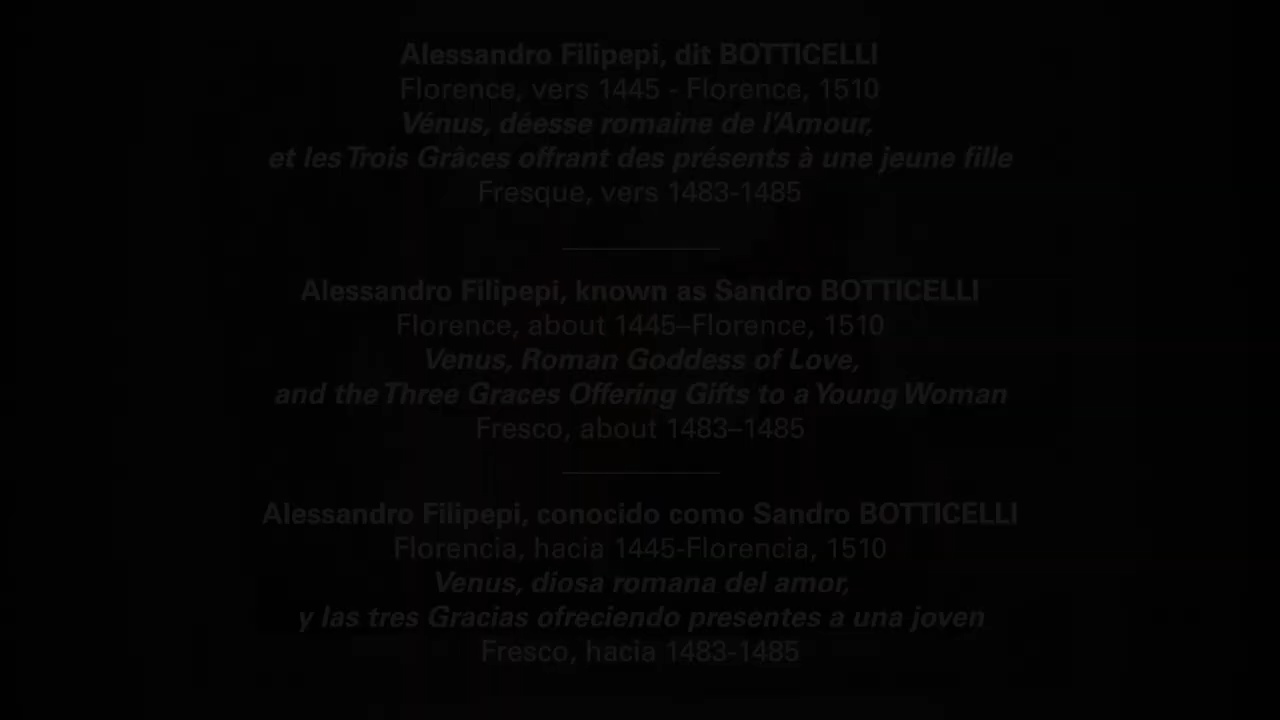 Alessandro Filipepi, dit BOTTICELLI
Florence, vers 1445 - Florence, 1510
Vénus, déesse romaine de l'Amour,
et les Trois Grâces offrant des présents à une jeune fille
Fresque, vers 1483-1485
Alessandro Filipepi, known as Sandro BOTTICELLI
Florence, about 1445–Florence, 1510
Venus, Roman Goddess of Love,
and the Three Graces Offering Gifts to a Young Woman
Fresco, about 1483–1485
Alessandro Filipepi, conocido como Sandro BOTTICELLI
Florencia, hacia 1445-Florencia, 1510
Venus, diosa romana del amor,
y las tres Gracias ofreciendo presentes a una joven
Fresco, hacia 1483-1485